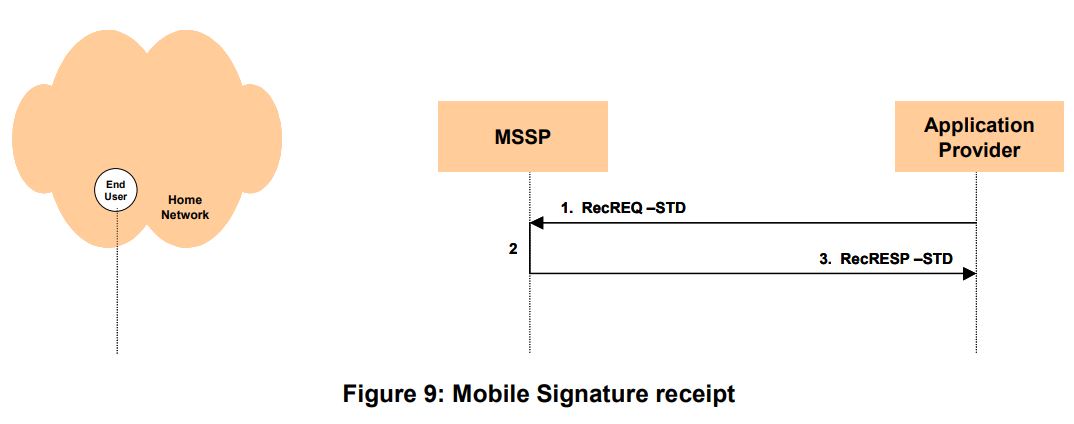 End
User
Home
Network
MSSP
Application
Provider
1. RecREQ –STD
2
3. RecRESP –STD
Figure 9: Mobile Signature receipt